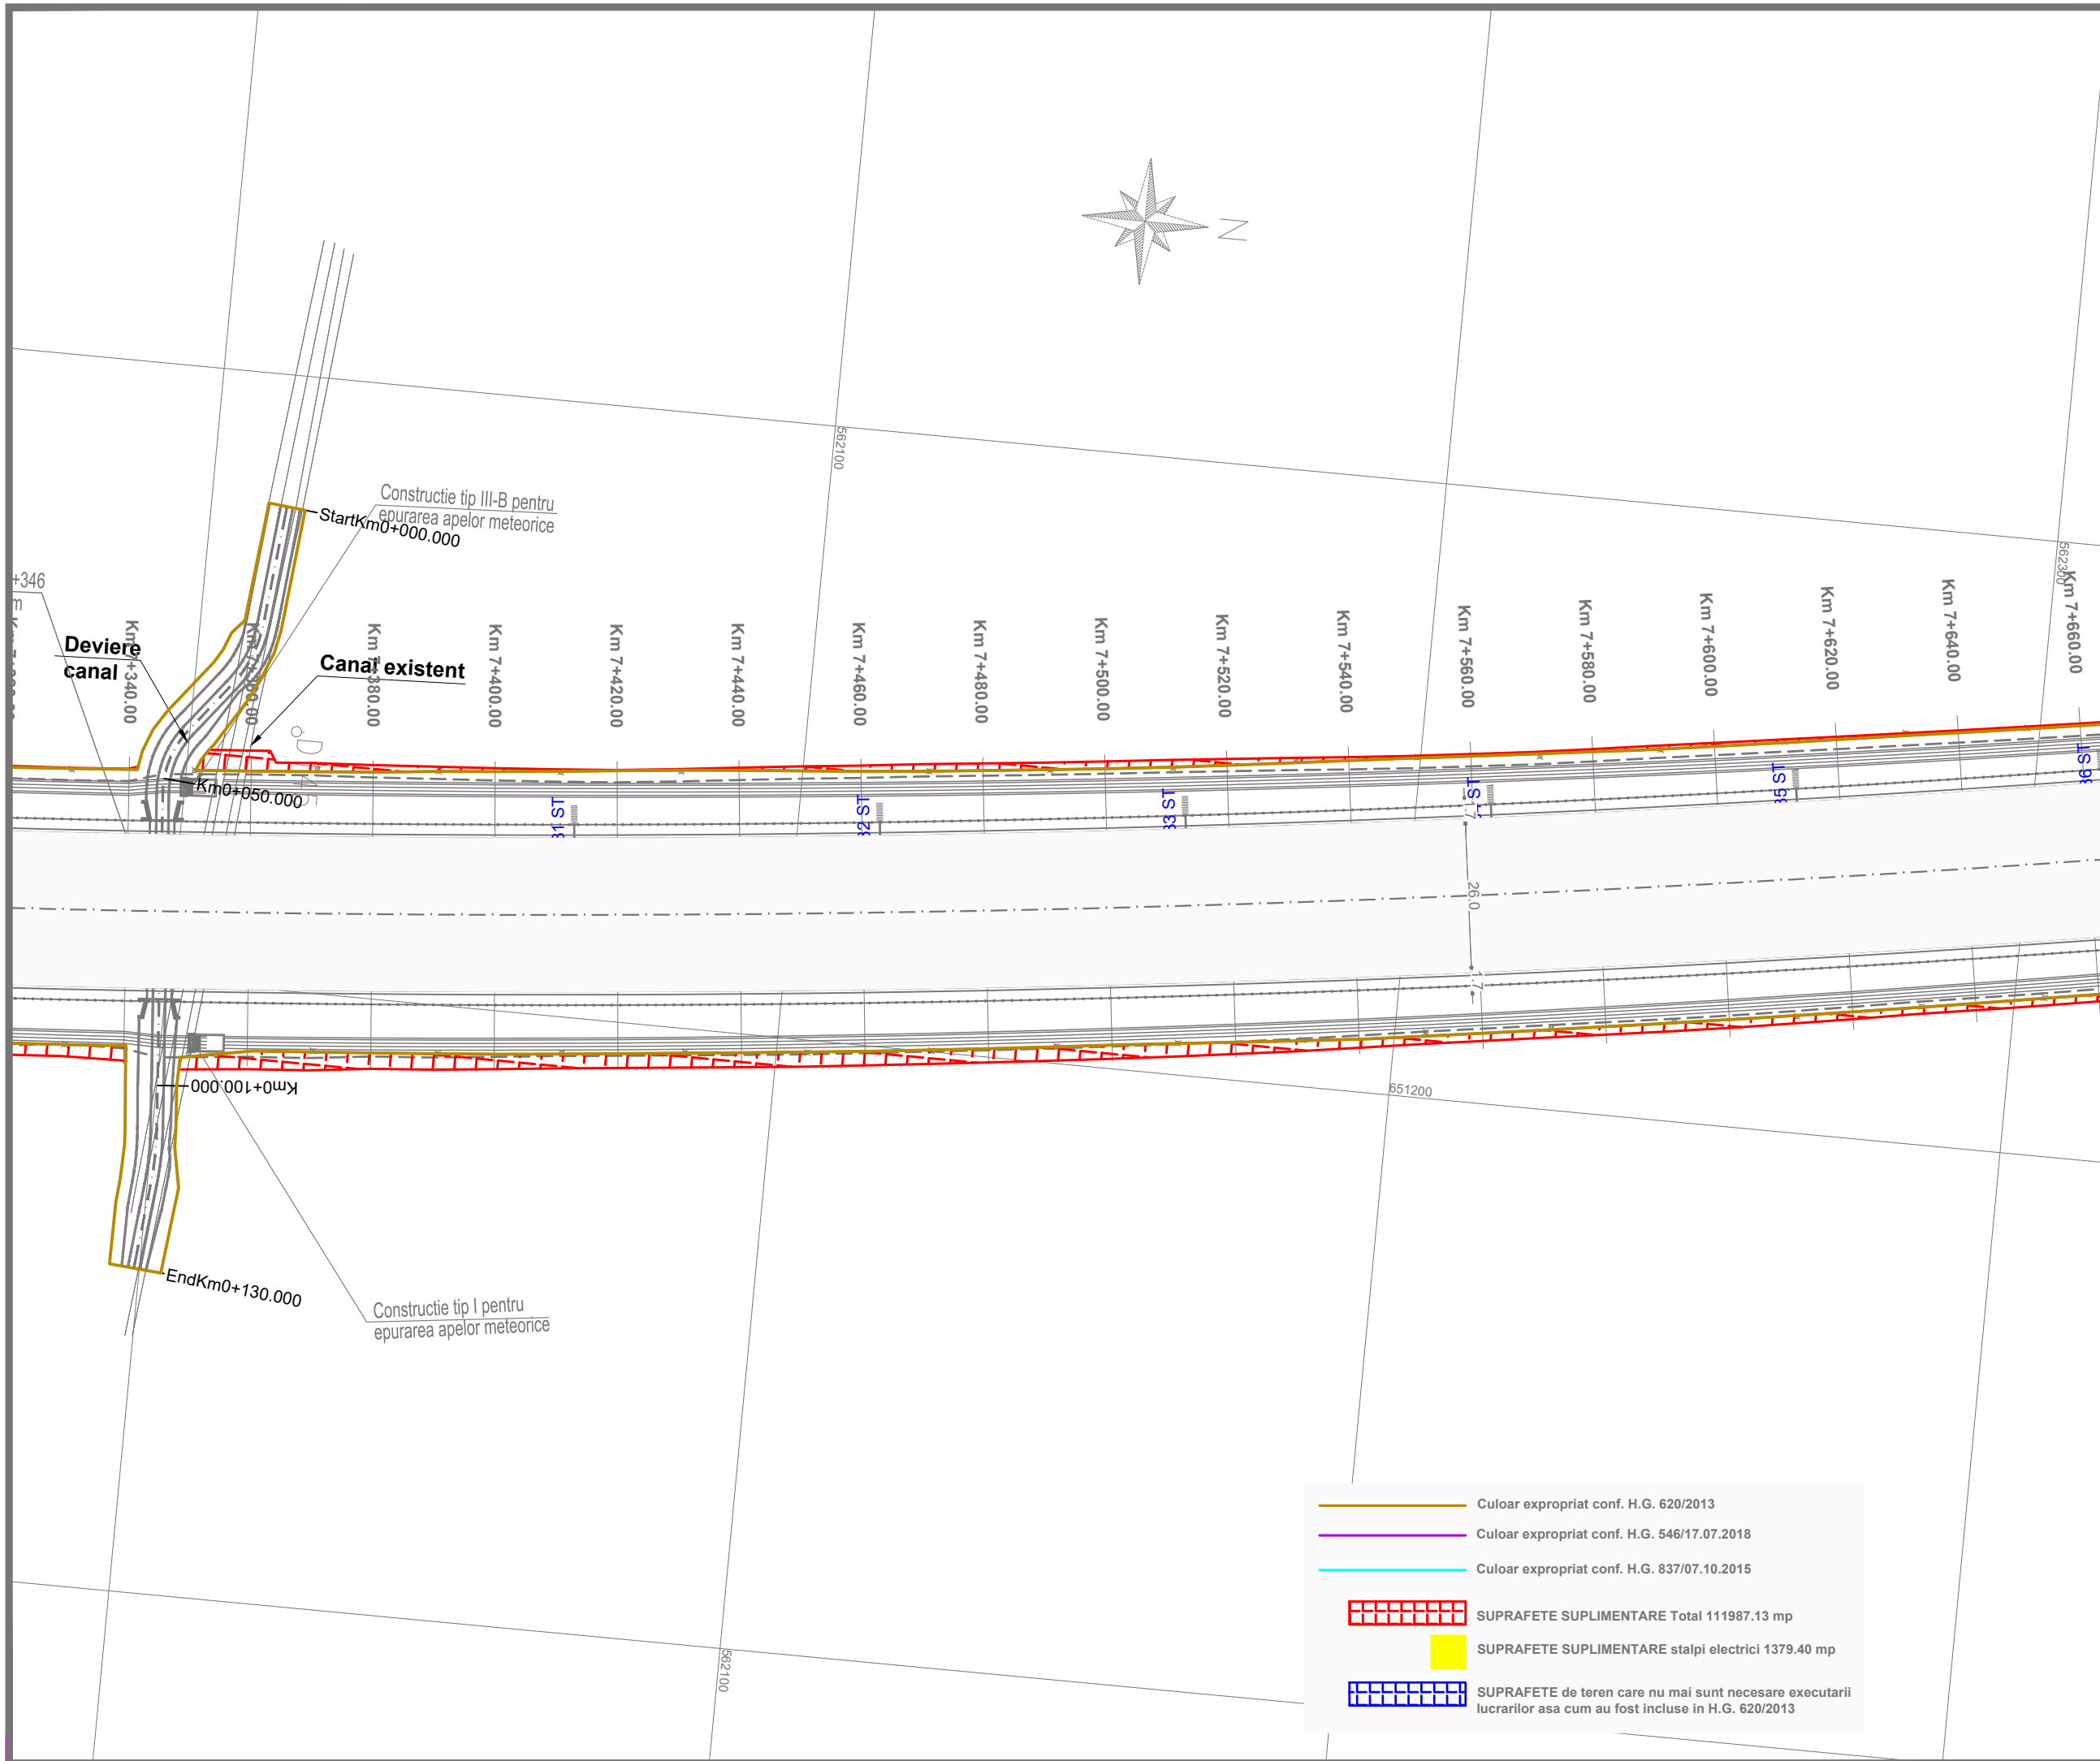 N
562100
562300
Constructie tip III-B pentru
epurarea apelor meteorice
StartKm0+000.000
+346
m
Deviere
canal
Canal existent
Km 7+340.00
Km 7+380.00
Km 7+400.00
Km 7+420.00
Km 7+440.00
Km 7+460.00
Km 7+480.00
Km 7+500.00
Km 7+520.00
Km 7+540.00
Km 7+560.00
Km 7+580.00
Km 7+600.00
Km 7+620.00
Km 7+640.00
Km 7+660.00
Km0+050.000
31 ST
32 ST
33 ST
ST
35 ST
36 ST
1.7
26.0
1.7
Km0+100.000
651200
EndKm0+130.000
Constructie tip I pentru
epurarea apelor meteorice
562100
Culoar expropriat conf. H.G. 620/2013
Culoar expropriat conf. H.G. 546/17.07.2018
Culoar expropriat conf. H.G. 837/07.10.2015
SUPRAFETE SUPLIMENTARE Total 111987.13 mp
SUPRAFETE SUPLIMENTARE stalpi electrici 1379.40 mp
SUPRAFETE de teren care nu mai sunt necesare executarii
lucrarilor asa cum au fost incluse in H.G. 620/2013